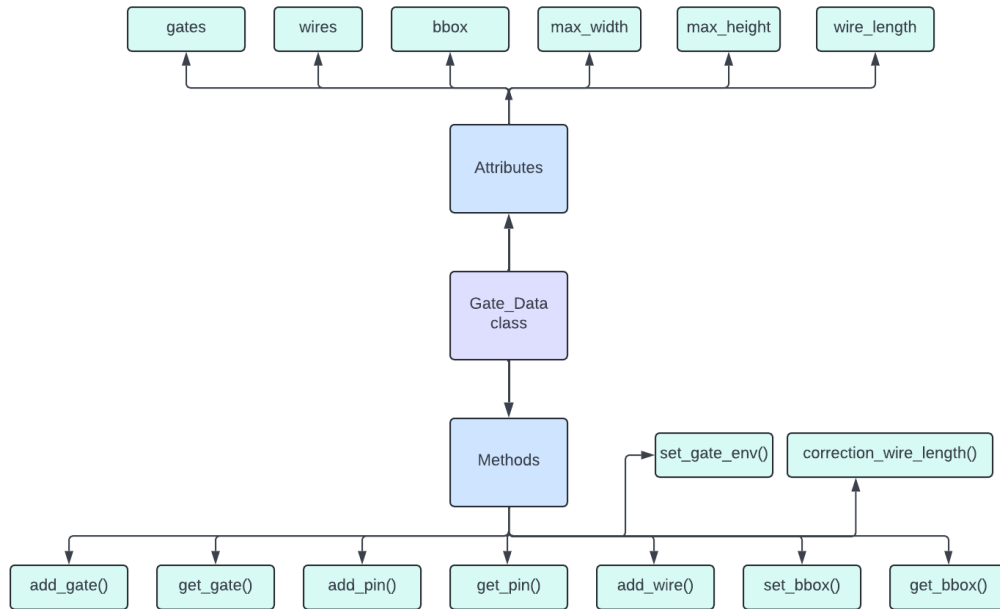 gates
wires
bbox
max_width
max_height
wire_length
Attributes
Gate_Data
class
Methods
set_gate_env()
correction_wire_length()
add_gate()
get_gate()
add_pin()
get_pin()
add_wire()
set_bbox()
get_bbox()